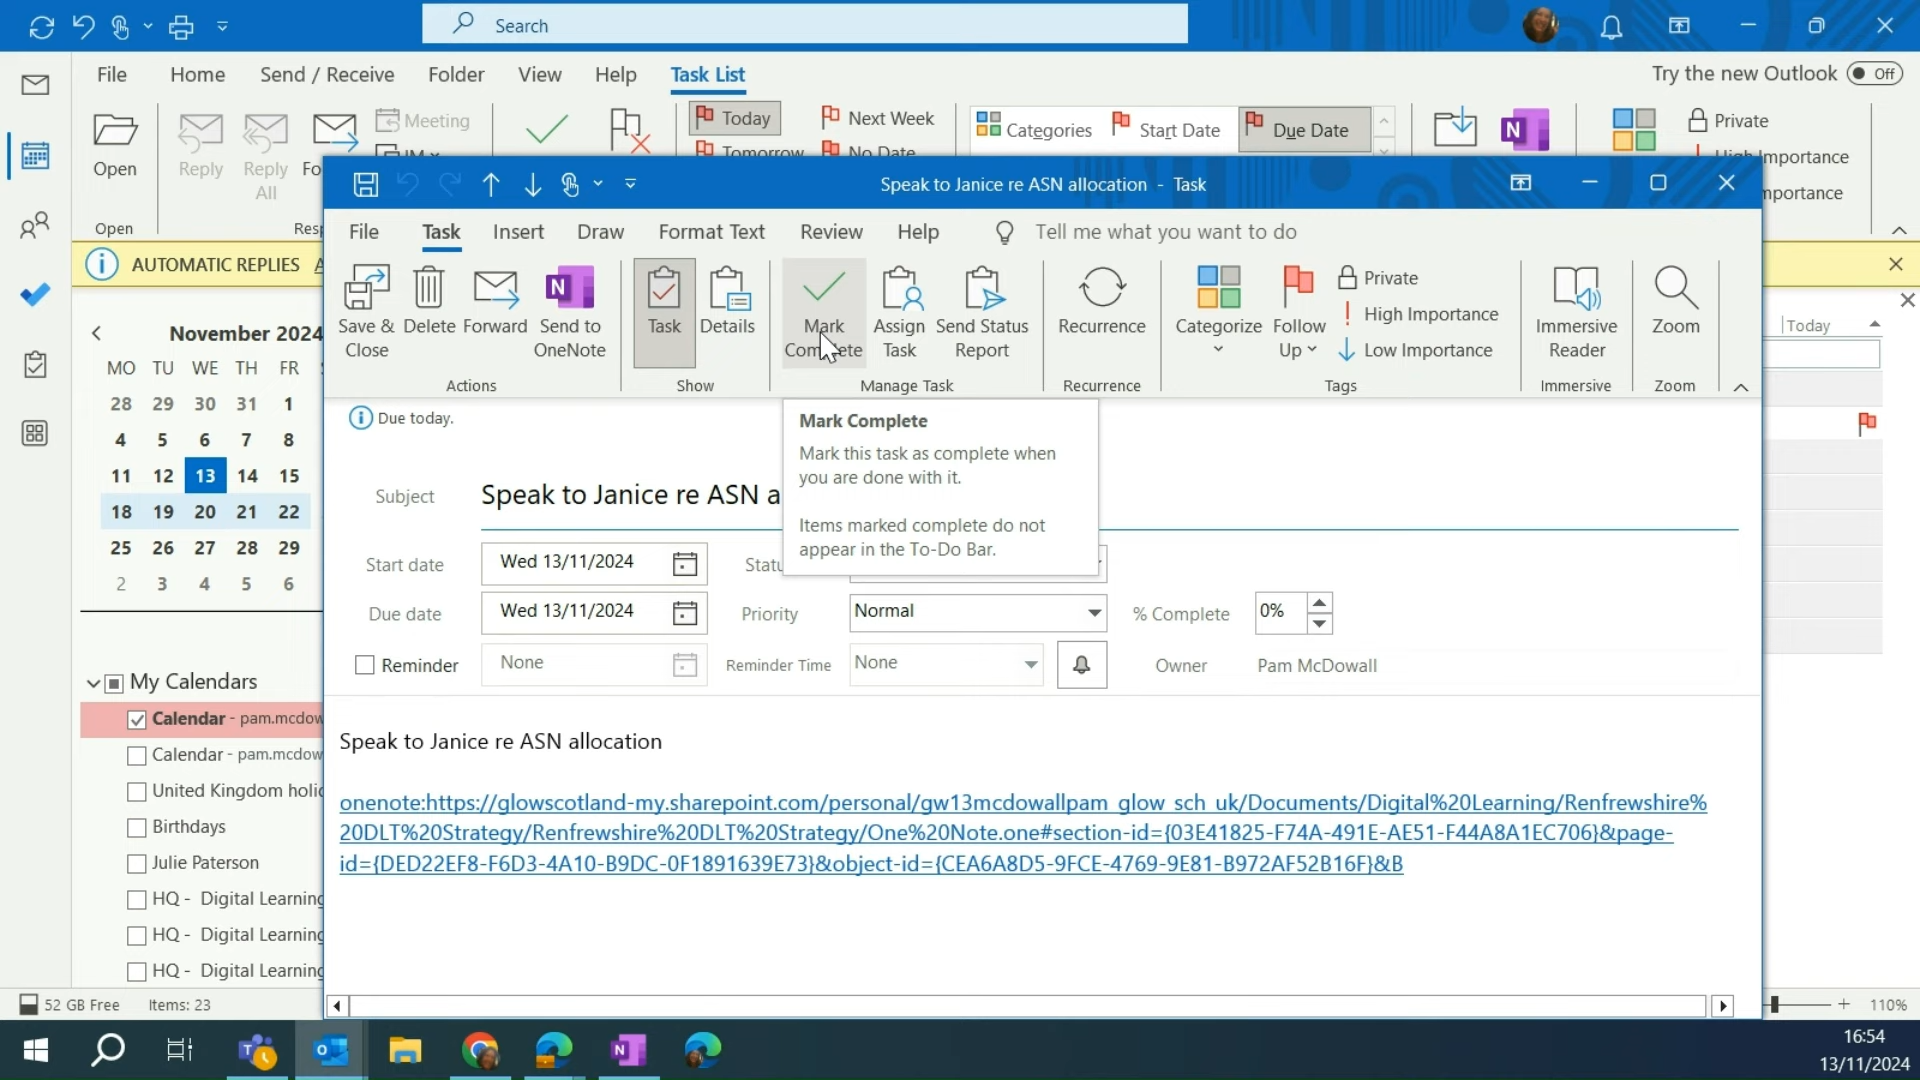 Search
File Home Send / Receive Folder View Help Task List
Try the new Outlook Off
Open
Reply
Reply
All
Meeting
Today
Next Week
No Date
Categories
Start Date
Due Date
Private
Open
AUTOMATIC REPLIES
Speak to Janice re ASN allocation - Task
File Task Insert Draw Format Text Review Help Tell me what you want to do
Save &
Close
Delete
Forward
Send to
OneNote
Task
Details
Mark
Complete
Assign
Task
Send Status
Report
Recurrence
Categorize
Follow
Up
Private
High Importance
Low Importance
Immersive
Reader
Zoom
Actions Show Manage Task Recurrence Tags Immersive Zoom
Due today.
Mark Complete
Mark this task as complete when
you are done with it.
Items marked complete do not
appear in the To-Do Bar.
Subject Speak to Janice re ASN a
Start date Wed 13/11/2024
Due date Wed 13/11/2024 Priority Normal % Complete 0%
Reminder None Reminder Time None Owner Pam McDowall
Speak to Janice re ASN allocation
onenote:https://glowscotland-my.sharepoint.com/personal/gw13mcdowallpam_glow_sch_uk/Documents/Digital%20Learning/Renfrewshire%
20DLT%20Strategy/Renfrewshire%20DLT%20Strategy/One%20Note.one#section-id={03E41825-F74A-491E-AE51-F44A8A1EC706}&page-
id={DED22EF8-F6D3-4A10-B9DC-0F1891639E73}&object-id={CEA6A8D5-9FCE-4769-9E81-B972AF52B16F}&B
November 2024
MO TU WE TH FR
28 29 30 31 1
4 5 6 7 8
11 12 13 14 15
18 19 20 21 22
25 26 27 28 29
2 3 4 5 6
My Calendars
Calendar - pam.mcdow
Calendar - pam.mcdow
United Kingdom holi
Birthdays
Julie Paterson
HQ - Digital Learning
HQ - Digital Learning
HQ - Digital Learning
Today
52 GB Free Items: 23
110%
16:54
13/11/2024